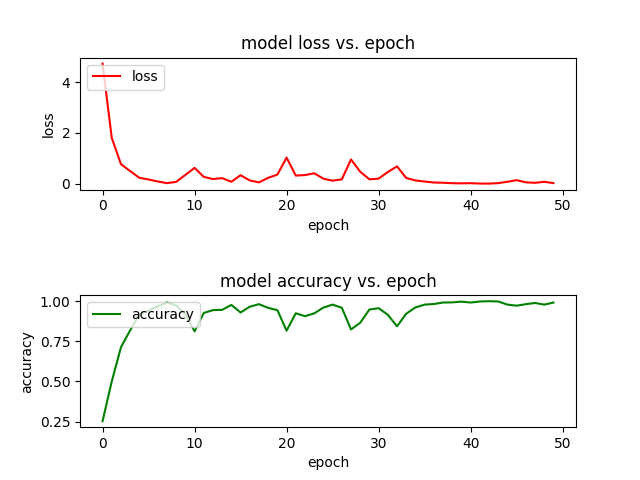 model loss vs. epoch
loss
4
2
0
loss
0 10 20 30 40 50
epoch
model accuracy vs. epoch
accuracy
1.00
0.75
0.50
0.25
accuracy
0 10 20 30 40 50
epoch